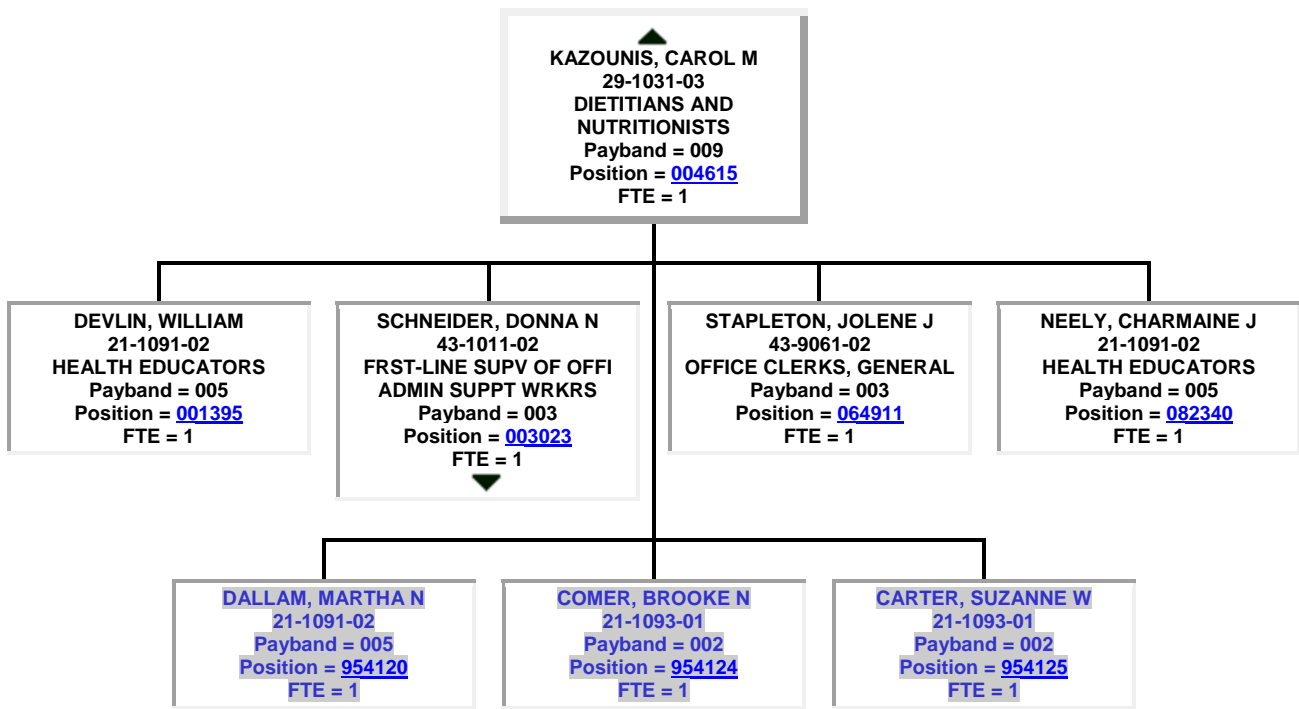 KAZOUNIS, CAROL M
29-1031-03
DIETITIANS AND
NUTRITIONISTS
Payband = 009
Position = 004615
FTE = 1
DEVLIN, WILLIAM
21-1091-02
HEALTH EDUCATORS
Payband = 005
Position = 001395
FTE = 1
SCHNEIDER, DONNA N
43-1011-02
FRST-LINE SUPV OF OFFI
ADMIN SUPPT WRKRS
Payband = 003
Position = 003023
FTE = 1
STAPLETON, JOLENE J
43-9061-02
OFFICE CLERKS, GENERAL
Payband = 003
Position = 064911
FTE = 1
NEELY, CHARMAINE J
21-1091-02
HEALTH EDUCATORS
Payband = 005
Position = 082340
FTE = 1
DALLAM, MARTHA N
21-1091-02
Payband = 005
Position = 954120
FTE = 1
COMER, BROOKE N
21-1093-01
Payband = 002
Position = 954124
FTE = 1
CARTER, SUZANNE W
21-1093-01
Payband = 002
Position = 954125
FTE = 1